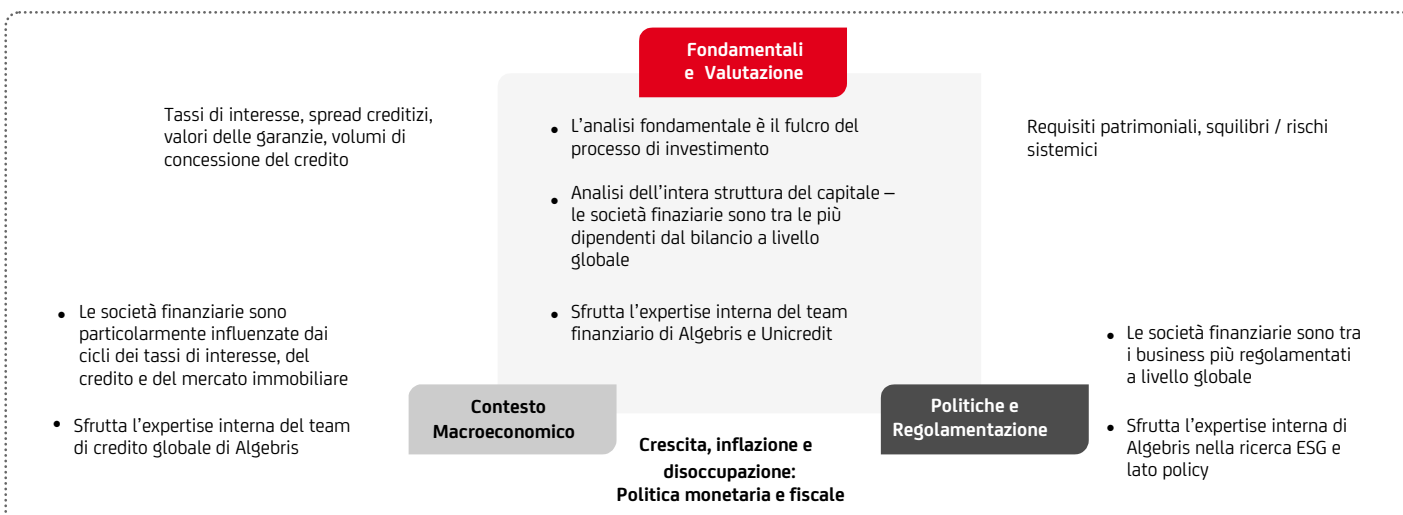 Fondamentali
e Valutazione
Tassi di interesse, spread creditizi,
valori delle garanzie, volumi di
concessione del credito
• L’analisi fondamentale è il fulcro del
processo di investimento
• Analisi dell’intera struttura del capitale –
le società finaziarie sono tra le più
dipendenti dal bilancio a livello
globale
• Sfrutta l’expertise interna del team
finanziario di Algebris e Unicredit
Requisiti patrimoniali, squilibri / rischi
sistemici
• Le società finanziarie sono
particolarmente influenzate dai
cicli dei tassi di interesse, del
credito e del mercato immobiliare
• Sfrutta l’expertise interna del team
di credito globale di Algebris
Contesto
Macroeconomico
Crescita, inflazione e
disoccupazione:
Politica monetaria e fiscale
Politiche e
Regolamentazione
• Le società finanziarie sono tra
i business più regolamentati
a livello globale
• Sfrutta l’expertise interna di
Algebris nella ricerca ESG e
lato policy